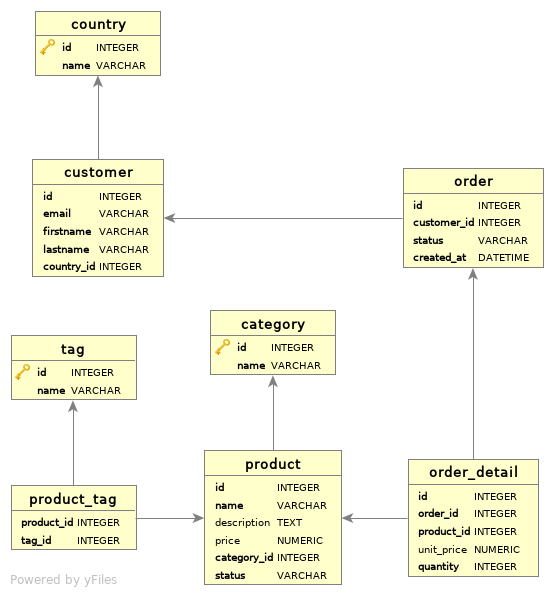 country
id INTEGER
name VARCHAR
customer
id INTEGER
email VARCHAR
firstname VARCHAR
lastname VARCHAR
country_id INTEGER
order
id INTEGER
customer_id INTEGER
status VARCHAR
created_at DATETIME
tag
id INTEGER
name VARCHAR
category
id INTEGER
name VARCHAR
product_tag
product_id INTEGER
tag_id INTEGER
product
id INTEGER
name VARCHAR
description TEXT
price NUMERIC
category_id INTEGER
status VARCHAR
order_detail
id INTEGER
order_id INTEGER
product_id INTEGER
unit_price NUMERIC
quantity INTEGER
Powered by yFiles